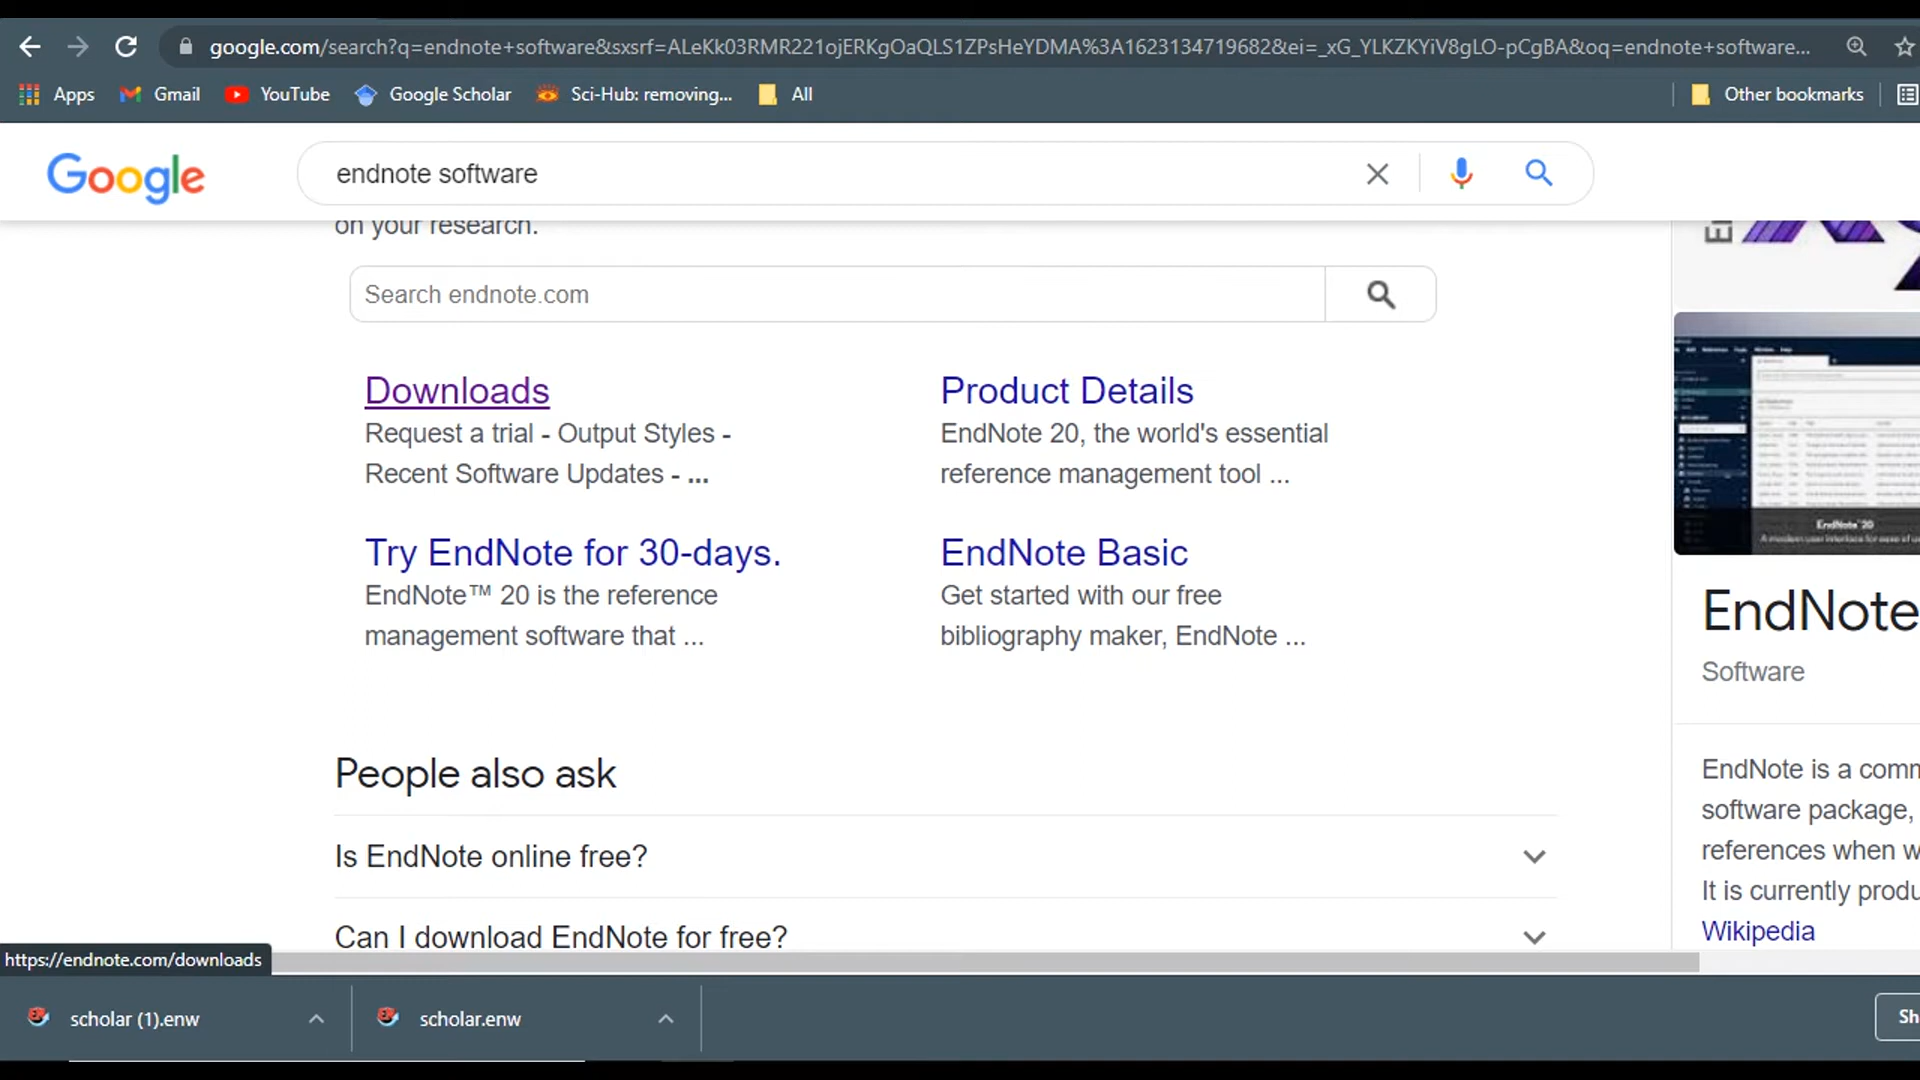 google.com/search?q=endnote+software&sxsrf=ALeKk03RMR221ojERKgOaQLS1ZPsHeYDMA%3A1623134719682&ei=_xG_YLKZKYiV8gLO-pCgBA&oq=endnote+software...
Apps Gmail YouTube Google Scholar Sci-Hub: removing... All Other bookmarks
Google endnote software
on your research.
Search endnote.com
Downloads
Request a trial - Output Styles -
Recent Software Updates - ...
Product Details
EndNote 20, the world's essential
reference management tool ...
Try EndNote for 30-days.
EndNote™ 20 is the reference
management software that ...
EndNote Basic
Get started with our free
bibliography maker, EndNote ...
People also ask
Is EndNote online free?
Can I download EndNote for free?
EndNote 20
EndNote
Software
EndNote is a comm
software package,
references when w
It is currently produ
Wikipedia
https://endnote.com/downloads
scholar (1).enw scholar.enw Sh